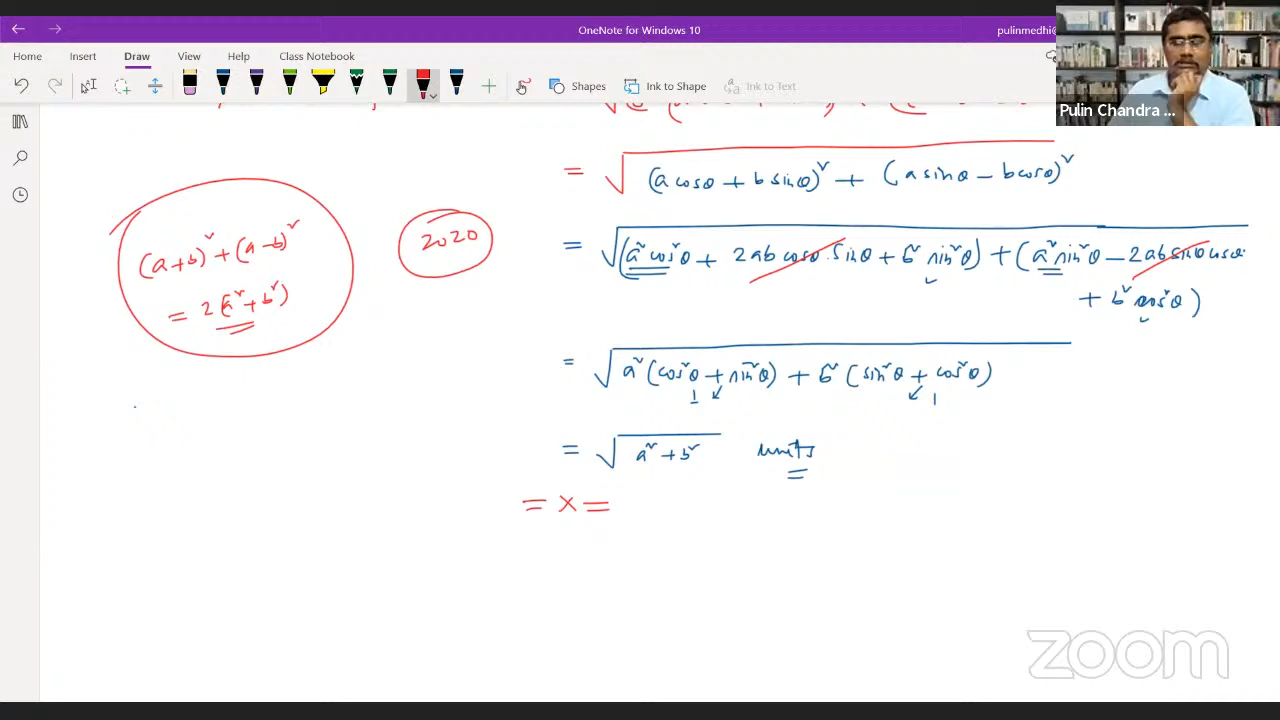 OneNote for Windows 10
pulinmedhi@
Home Insert Draw View Help Class Notebook
Shapes Ink to Shape Ink to Text
Pulin Chandra ...
= √(a cosθ + b sinθ)² + (a sinθ − b cosθ)²
= √(a² cos²θ + 2ab cosθ · sinθ + b² sin²θ) + (a² sin²θ − 2ab sinθ cosθ
+ b² cos²θ)
(a+b)² + (a−b)²
= 2(a² + b²)
2020
= √a² (cos²θ + sin²θ) + b² (sin²θ + cos²θ)
1 1
= √a² + b² units
= x =
zoom